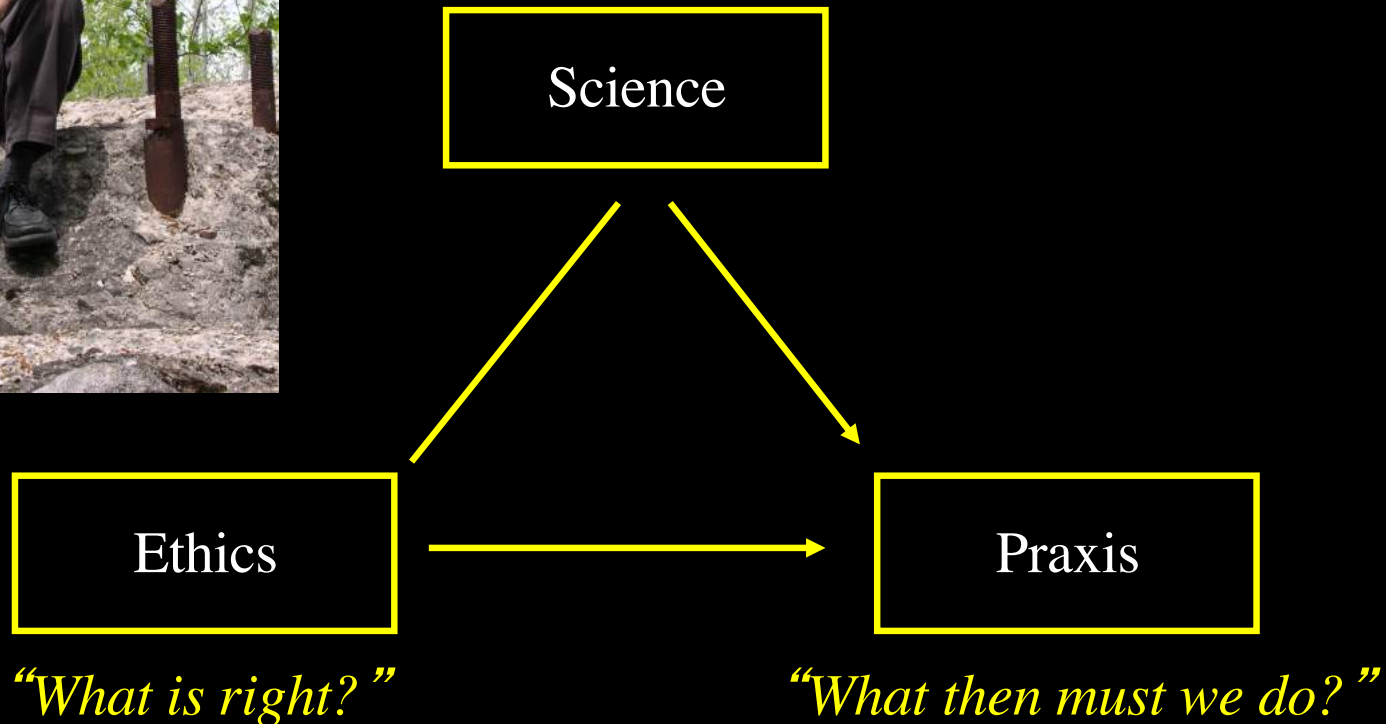 Science
Ethics
Praxis
“What is right?”
“What then must we do?”